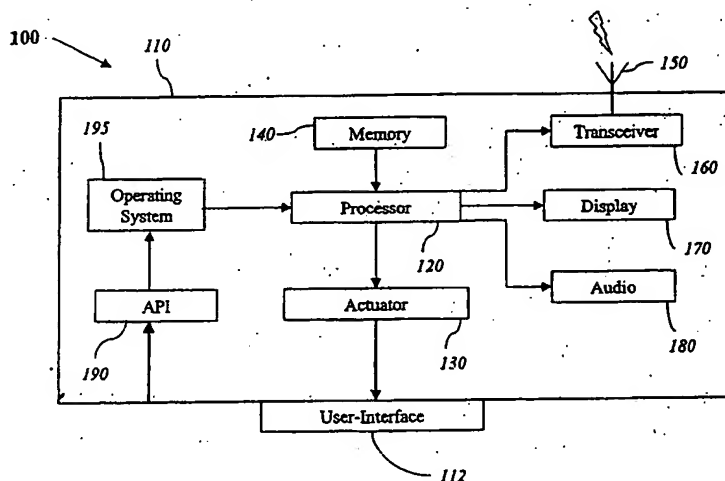 100
110
150
195
140
Memory
Transceiver
160
Operating
System
Processor
120
Display
170
API
190
Actuator
130
Audio
180
User-Interface
112